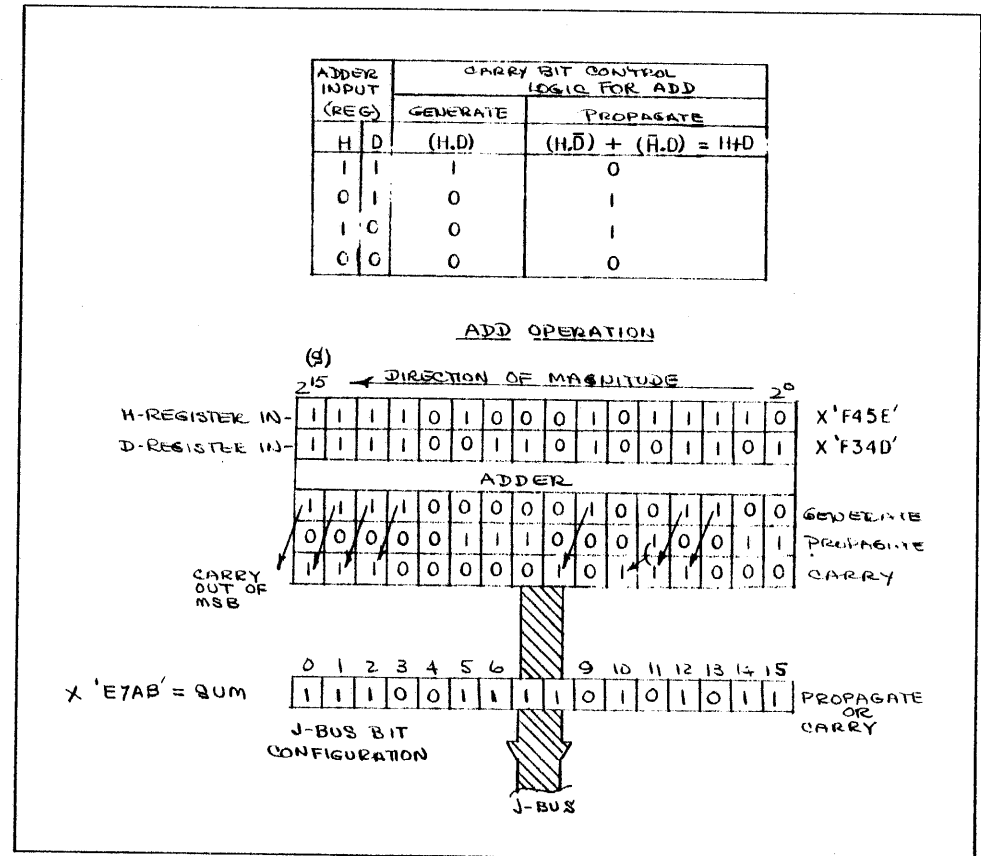 ADDER INPUT (REG)
CARRY BIT CONTROL LOGIC FOR ADD
GENERATE PROPAGATE
H D (H.D) (H.D̅) + (H̅.D) = H+D
1 1 1 0
0 1 0 1
1 0 0 1
0 0 0 0
ADD OPERATION
(S)
2¹⁵ DIRECTION OF MAGNITUDE 2⁰
H-REGISTER IN- 1 1 1 1 0 1 0 0 0 1 0 1 1 1 1 0 X'F45E'
D-REGISTER IN- 1 1 1 1 0 0 1 1 0 1 0 0 1 1 0 1 X'F34D'
ADDER
1 1 1 1 0 0 0 0 0 1 0 0 1 1 0 0 GENERATE
0 0 0 0 0 1 1 1 0 0 0 1 0 0 1 1 PROPAGATE
1 1 1 0 0 0 0 0 1 0 1 1 1 0 0 0 CARRY
CARRY
OUT OF
MSB
0 1 2 3 4 5 6 9 10 11 12 13 14 15
X 'E7AB' = SUM 1 1 1 0 0 1 1 1 1 0 1 0 1 0 1 1 PROPAGATE
OR
CARRY
J-BUS BIT
CONFIGURATION
J-BUS